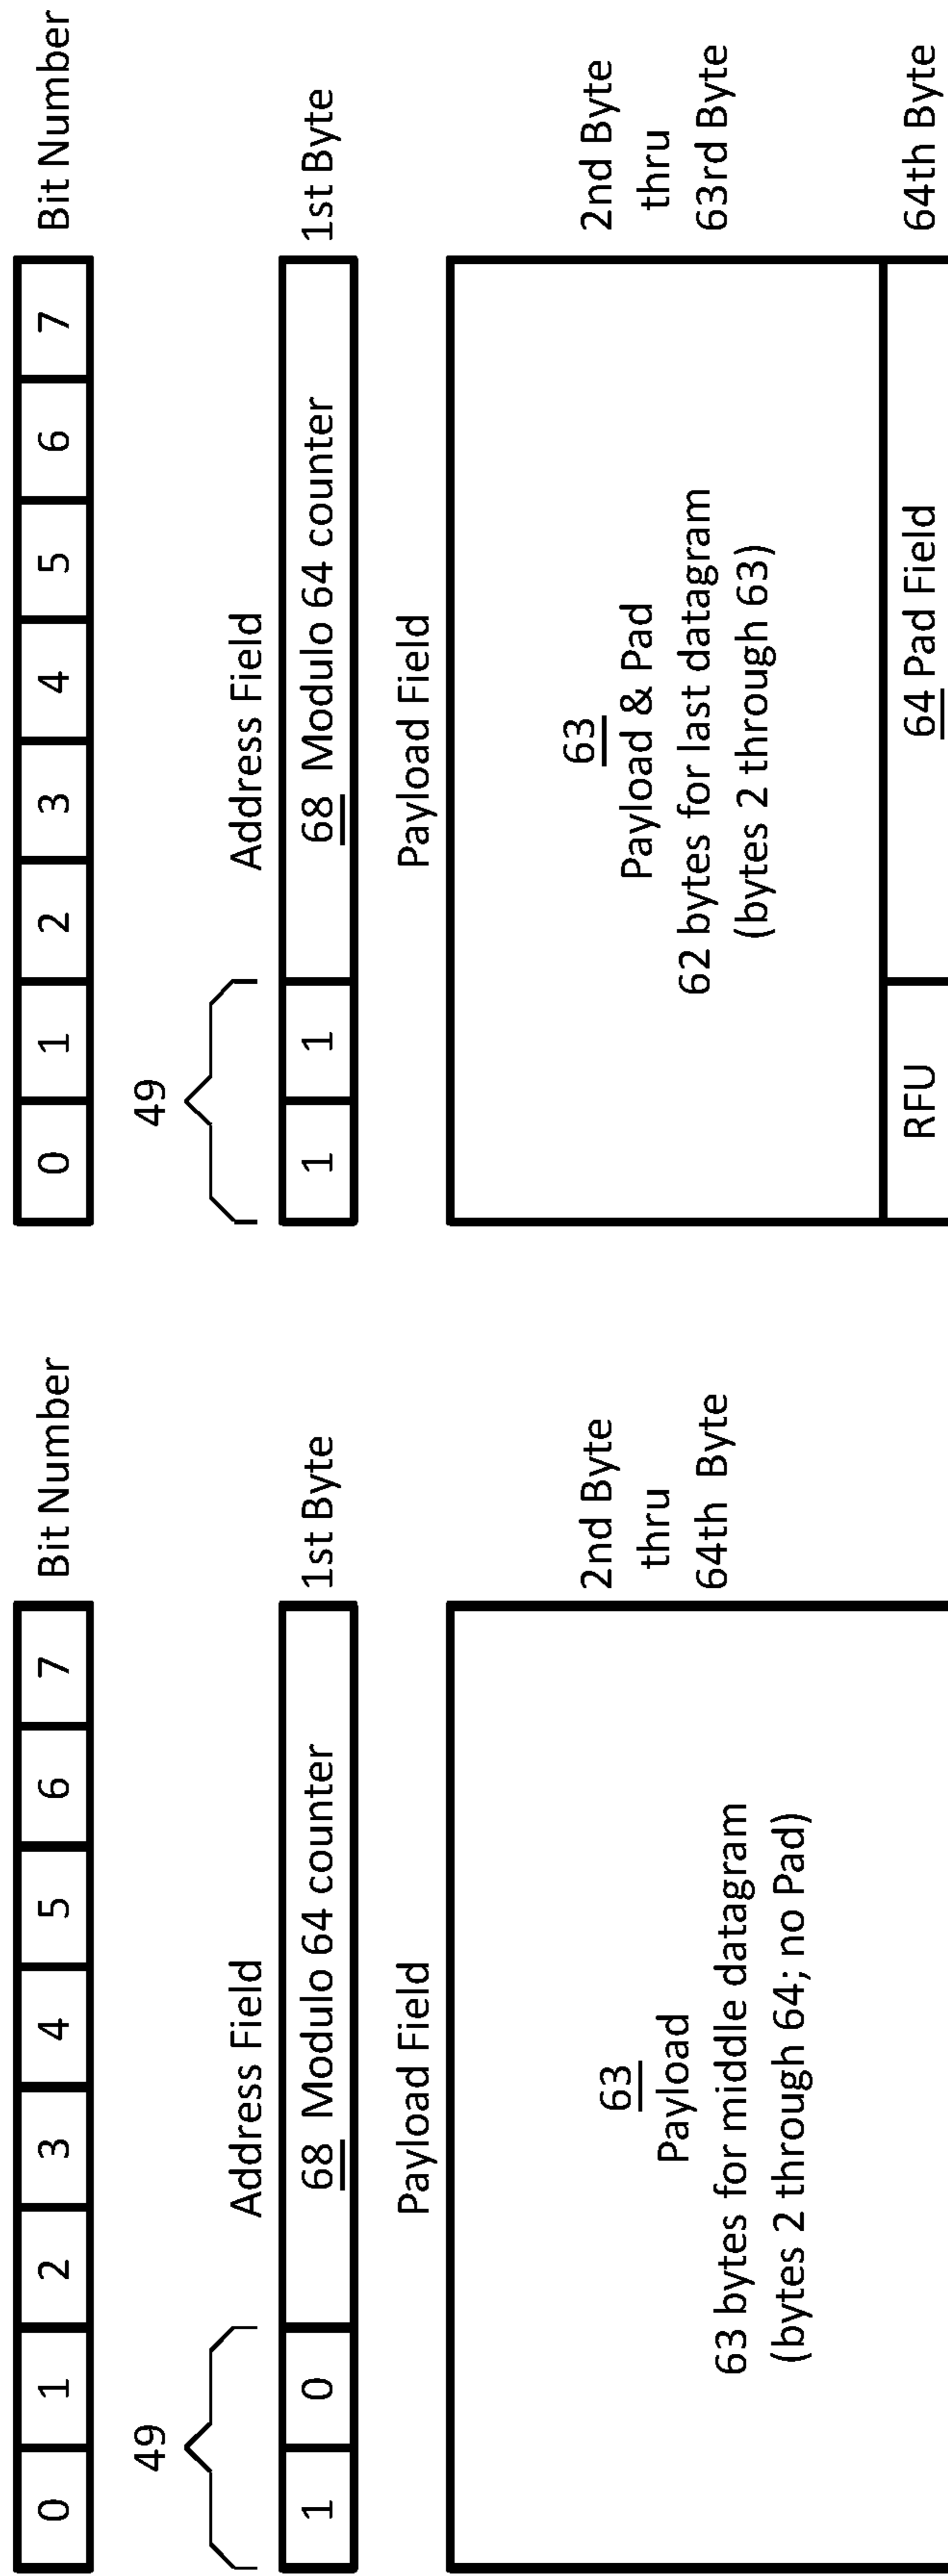 0 1 2 3 4 5 6 7 Bit Number
49
Address Field
1 0 68 Modulo 64 counter 1st Byte
Payload Field
63
Payload
63 bytes for middle datagram
(bytes 2 through 64; no Pad)
2nd Byte
thru
64th Byte
0 1 2 3 4 5 6 7 Bit Number
49
Address Field
1 1 68 Modulo 64 counter 1st Byte
Payload Field
63
Payload & Pad
62 bytes for last datagram
(bytes 2 through 63)
2nd Byte
thru
63rd Byte
RFU 64 Pad Field 64th Byte